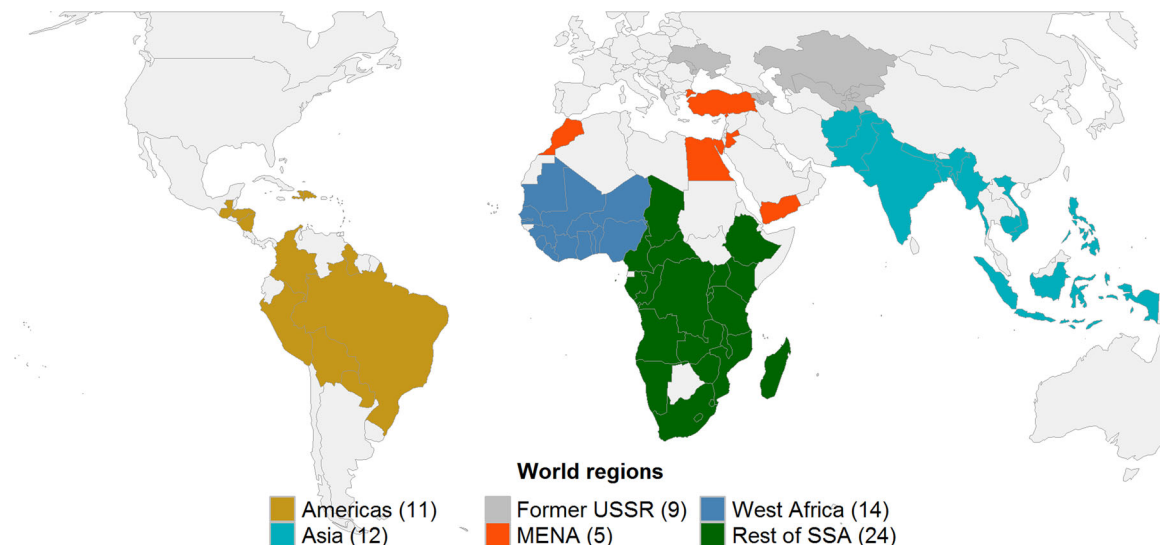 World regions
Americas (11) Former USSR (9) West Africa (14)
Asia (12) MENA (5) Rest of SSA (24)